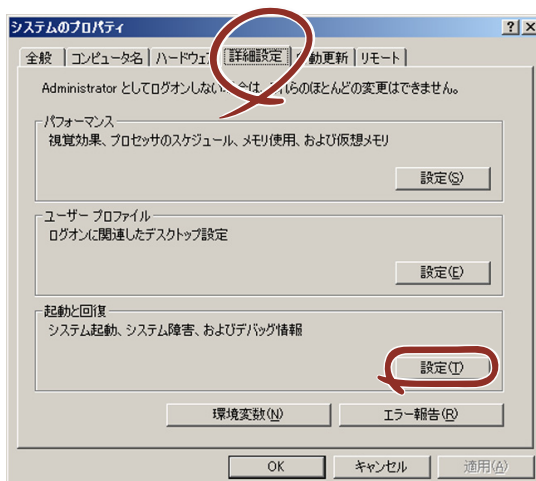 システムのプロパティ
全般 コンピュータ名 ハードウェア 詳細設定 動更新 リモート
Administrator としてログオンしない 合は、これらのほとんどの変更はできません。
パフォーマンス
視覚効果、プロセッサのスケジュール、メモリ使用、および仮想メモリ
設定(S)
ユーザー プロファイル
ログオンに関連したデスクトップ設定
設定(E)
起動と回復
システム起動、システム障害、およびデバッグ情報
設定(T)
環境変数(N) エラー報告(R)
OK キャンセル 適用(A)